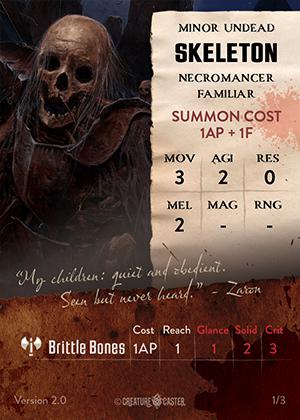 MINOR UNDEAD
SKELETON
NECROMANCER
FAMILIAR
SUMMON COST
1AP + 1F
MOV AGI RES
3 2 0
MEL MAG RNG
2 - -
"My children: quiet and obedient.
Seen but never heard." - Zaron
Cost Reach Glance Solid Crit
Brittle Bones 1AP 1 1 2 3
Version 2.0 © CREATURE CASTER 1/3